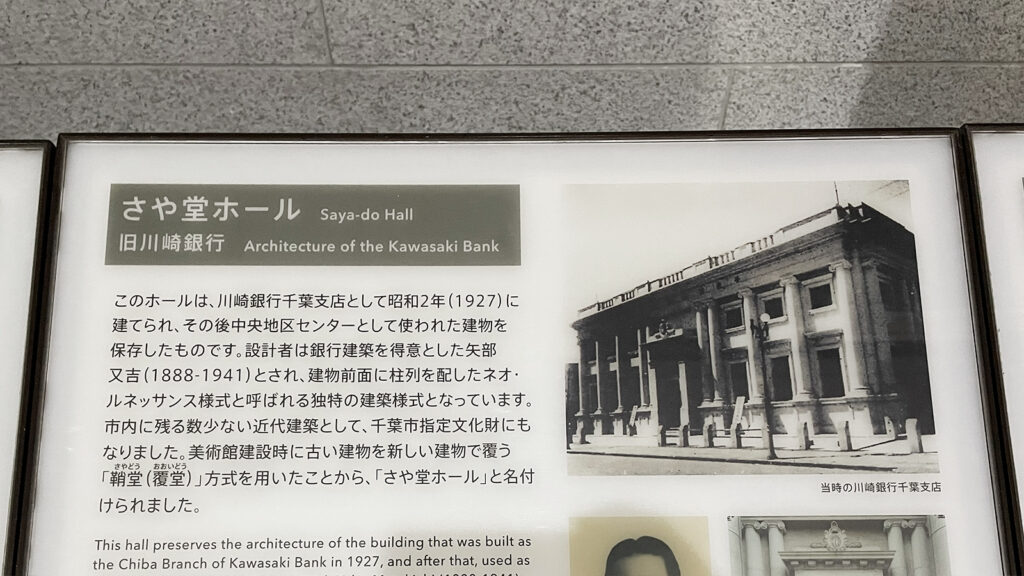 さや堂ホール Saya-do Hall
旧川崎銀行 Architecture of the Kawasaki Bank
このホールは、川崎銀行千葉支店として昭和2年(1927)に
建てられ、その後中央地区センターとして使われた建物を
保存したものです。設計者は銀行建築を得意とした矢部
又吉(1888-1941)とされ、建物前面に柱列を配したネオ・
ルネッサンス様式と呼ばれる独特の建築様式となっています。
市内に残る数少ない近代建築として、千葉市指定文化財にも
なりました。美術館建設時に古い建物を新しい建物で覆う
さやどう おおいどう
「鞘堂(覆堂)」方式を用いたことから、「さや堂ホール」と名付
けられました。
This hall preserves the architecture of the building that was built as
the Chiba Branch of Kawasaki Bank in 1927, and after that, used as
当時の川崎銀行千葉支店